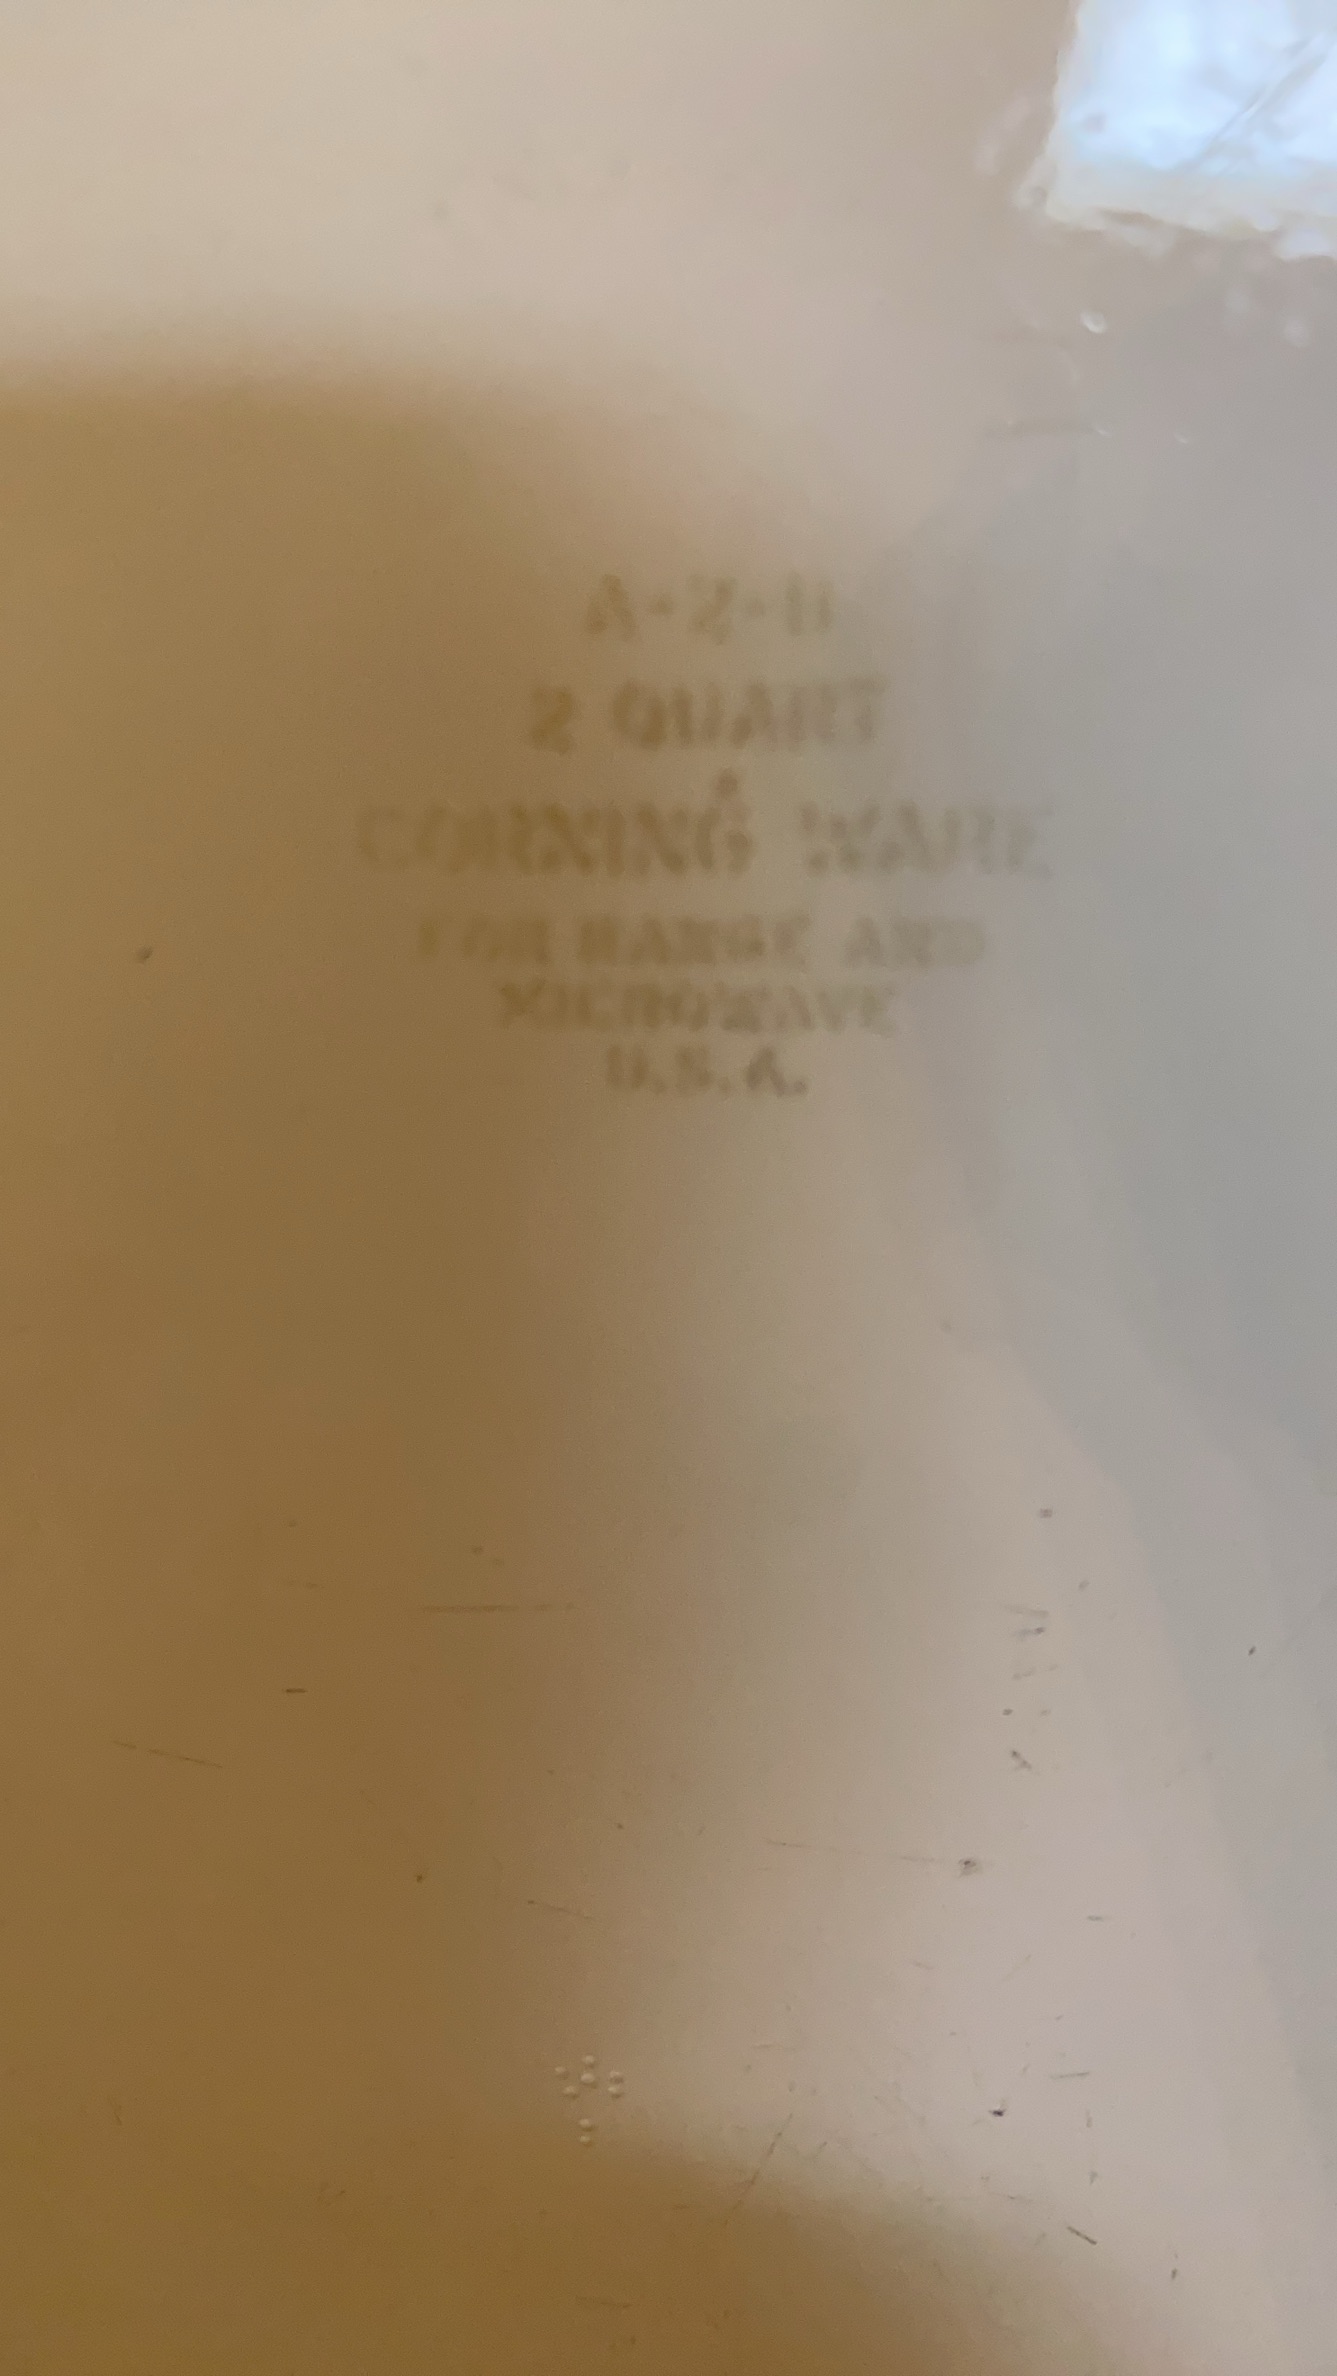 A-2-B
2 QUART
®
CORNING WARE
FOR RANGE AND
MICROWAVE
U.S.A.